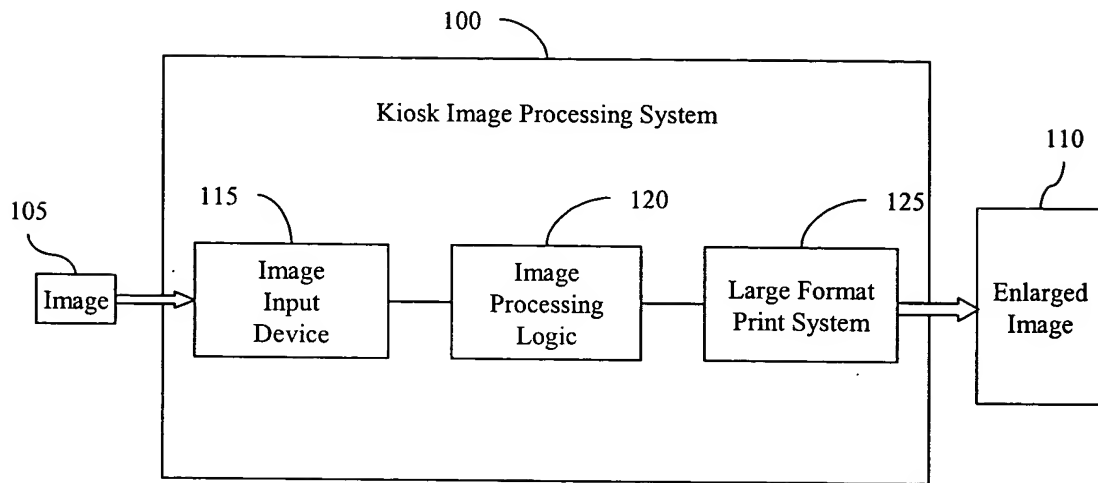 100
Kiosk Image Processing System
110
115
120
125
105
Image
Image
Input
Device
Image
Processing
Logic
Large Format
Print System
Enlarged
Image